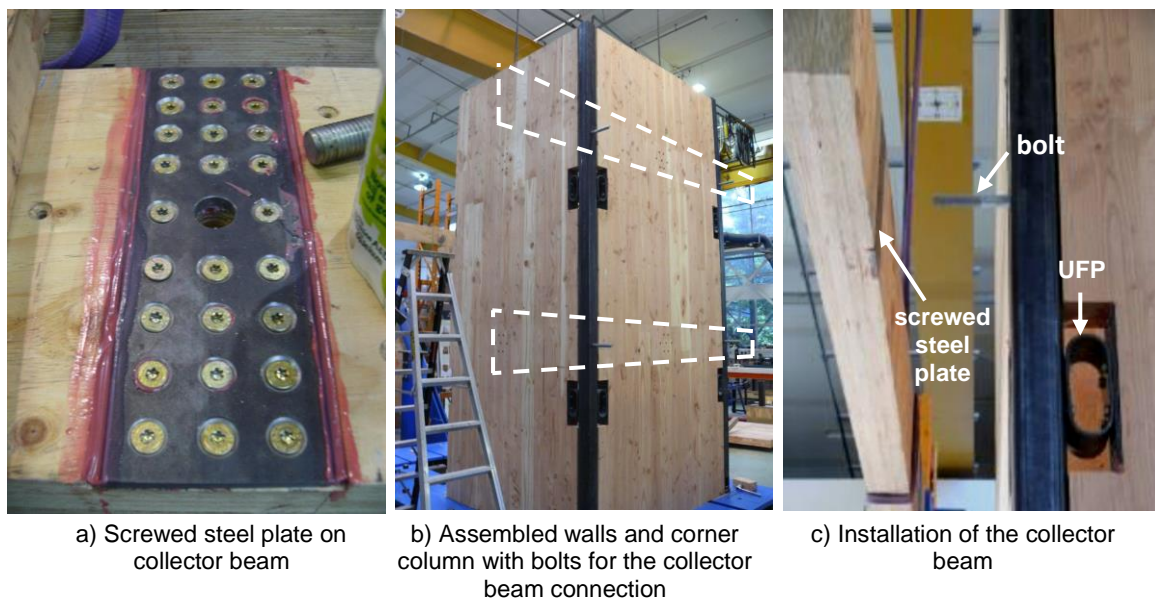 bolt
UFP
screwed
steel
plate
a) Screwed steel plate on
collector beam
b) Assembled walls and corner
column with bolts for the collector
beam connection
c) Installation of the collector
beam